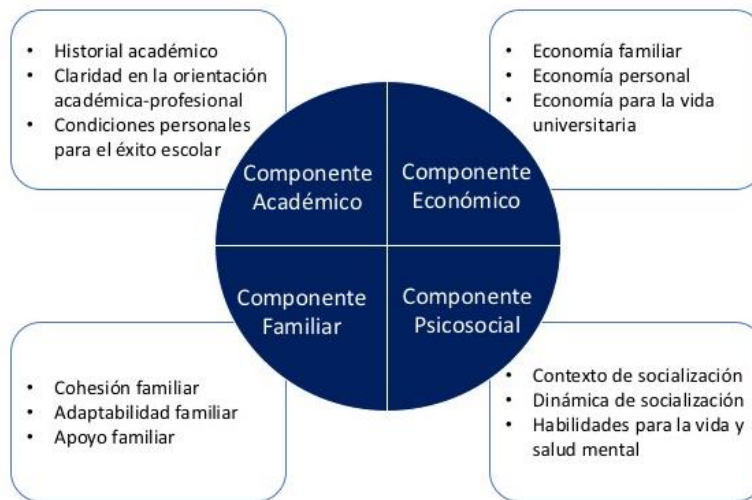 • Historial académico
• Claridad en la orientación
académica-profesional
• Condiciones personales
para el éxito escolar
• Economía familiar
• Economía personal
• Economía para la vida
universitaria
Componente
Académico
Componente
Económico
Componente
Familiar
Componente
Psicosocial
• Cohesión familiar
• Adaptabilidad familiar
• Apoyo familiar
• Contexto de socialización
• Dinámica de socialización
• Habilidades para la vida y
salud mental